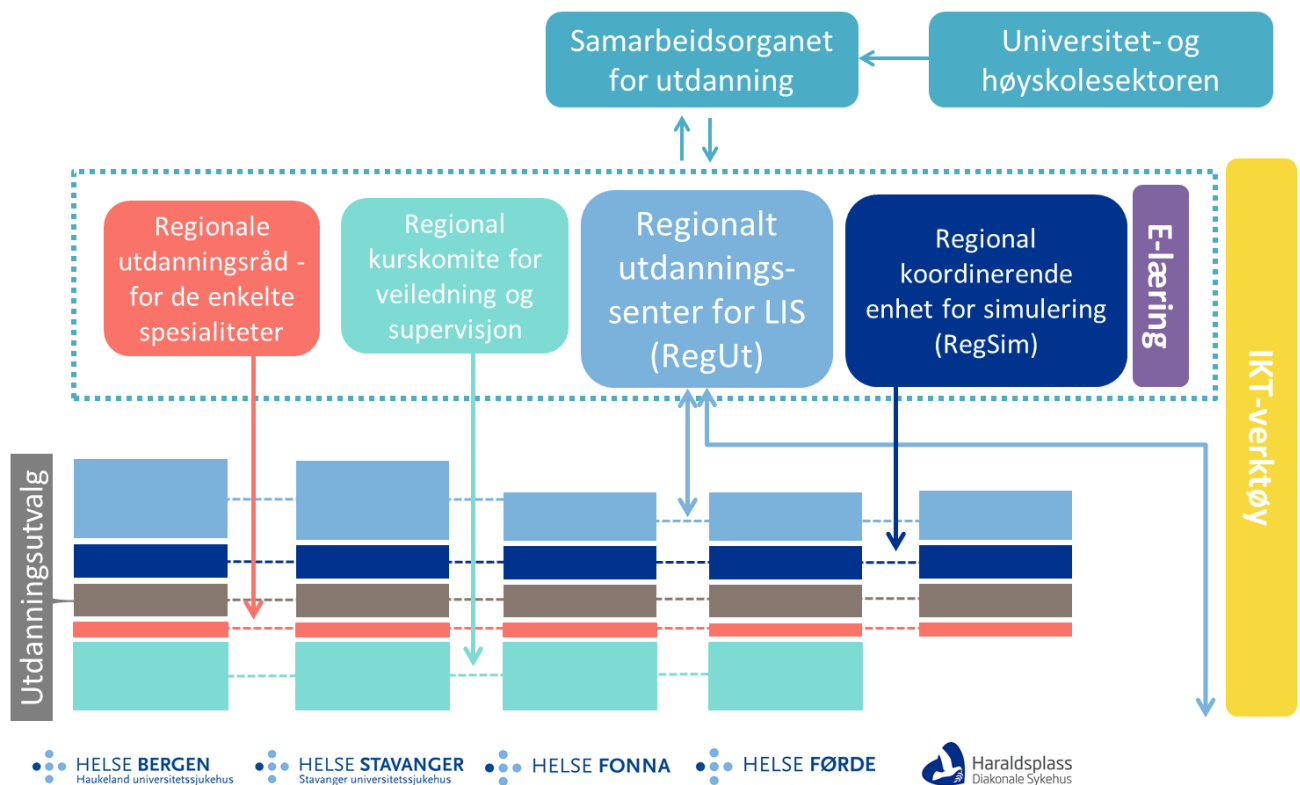 Samarbeidsorganet
for utdanning
Universitet- og
høyskolesektoren
Regionale
utdanningsråd -
for de enkelte
spesialiteter
Regional
kurskomite for
veiledning og
supervisjon
Regionalt
utdannings-
senter for LIS
(RegUt)
Regional
koordinerende
enhet for simulering
(RegSim)
E-læring
IKT-verktøy
Utdanningsutvalg
HELSE BERGEN
Haukeland universitetssjukehus
HELSE STAVANGER
Stavanger universitetssjukehus
HELSE FONNA
HELSE FØRDE
Haraldsplass
Diakonale Sykehus